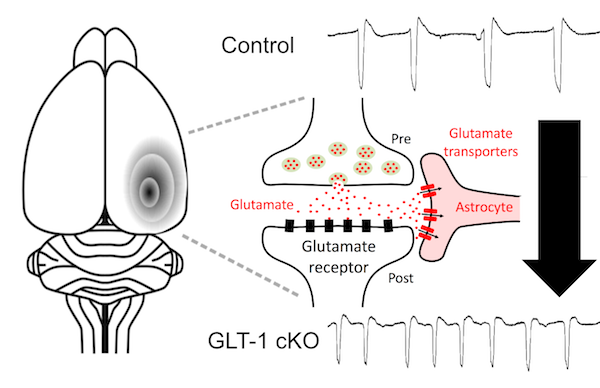 Control
Pre
Glutamate
transporters
Glutamate
Astrocyte
Glutamate
receptor
Post
GLT-1 cKO